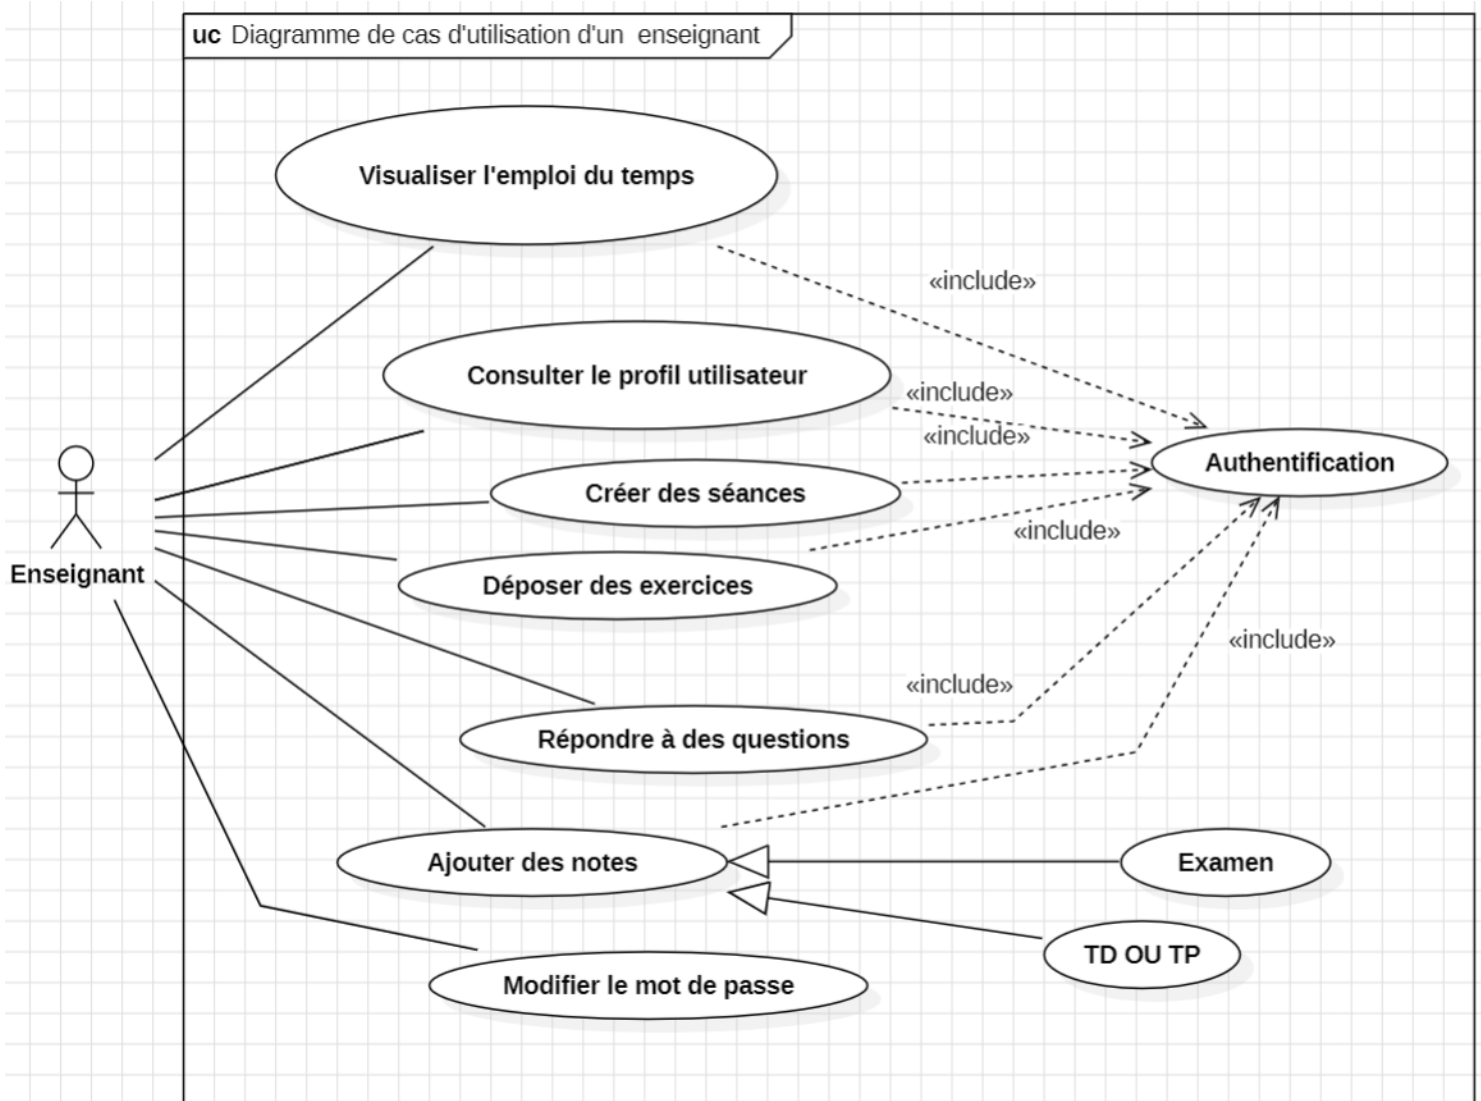 uc Diagramme de cas d'utilisation d'un enseignant
Visualiser l'emploi du temps
«include»
Consulter le profil utilisateur
«include»
«include»
Authentification
Créer des séances
«include»
Enseignant
Déposer des exercices
«include»
«include»
Répondre à des questions
Ajouter des notes
Examen
TD OU TP
Modifier le mot de passe